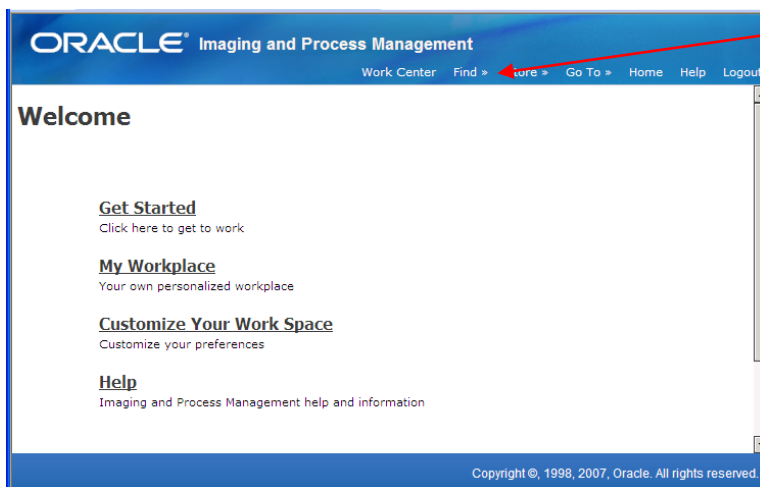 ORACLE® Imaging and Process Management
Work Center Find » tore » Go To » Home Help Logout
Welcome
Get Started
Click here to get to work
My Workplace
Your own personalized workplace
Customize Your Work Space
Customize your preferences
Help
Imaging and Process Management help and information
Copyright ©, 1998, 2007, Oracle. All rights reserved.